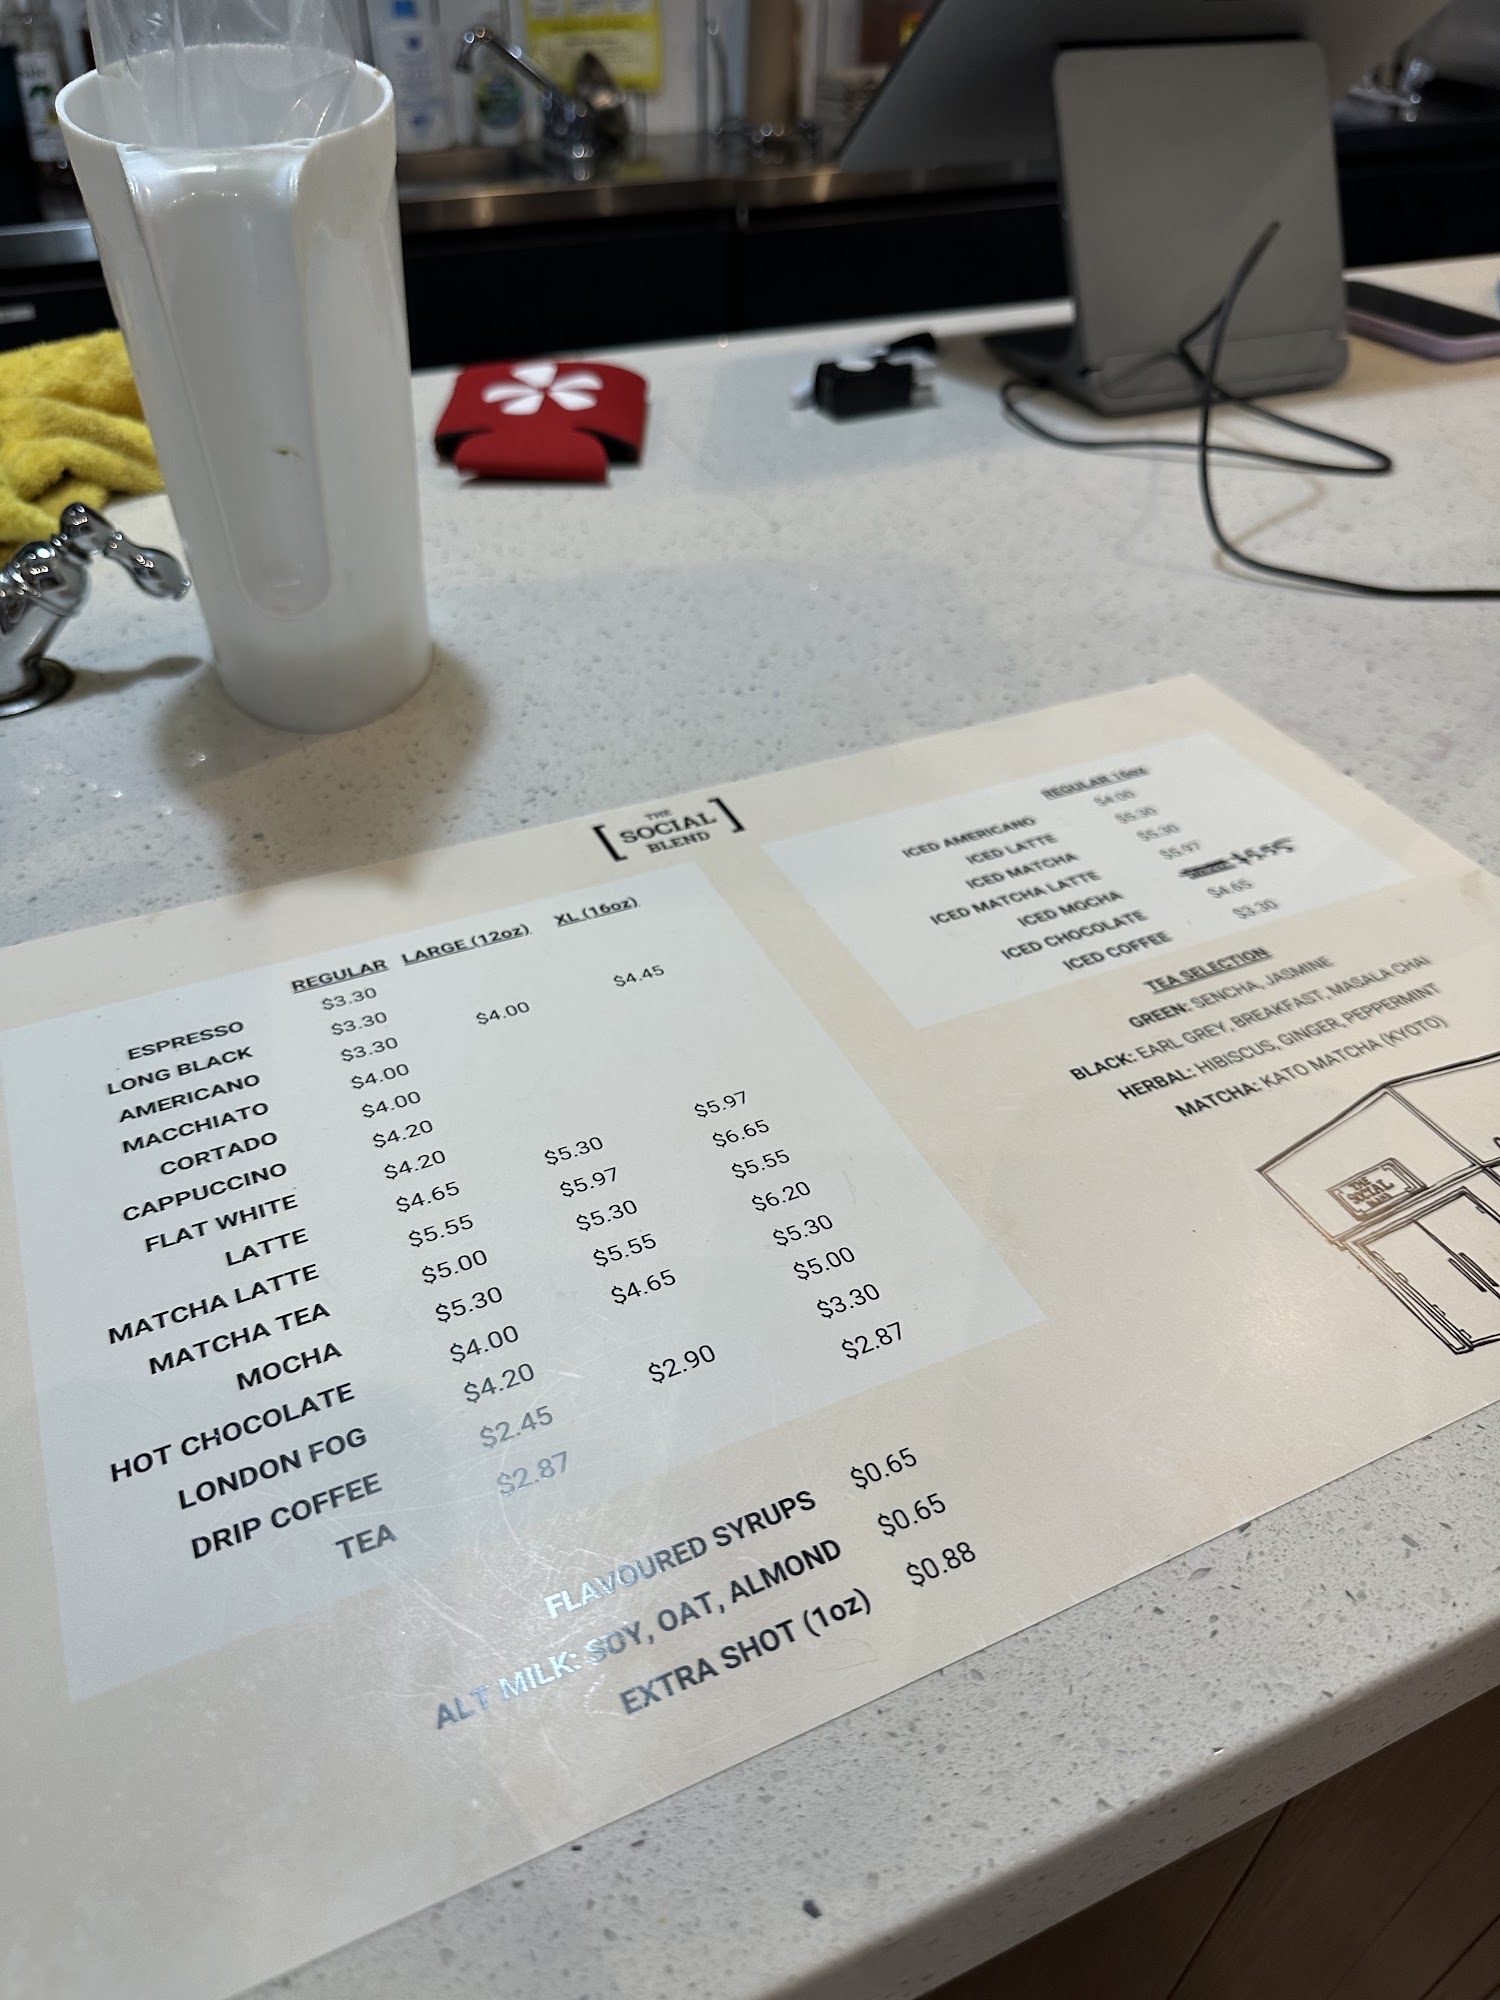 THE
SOCIAL
BLEND
REGULAR LARGE (12oz) XL (16oz)
ESPRESSO $3.30
LONG BLACK $3.30
AMERICANO $3.30 $4.00 $4.45
MACCHIATO $4.00
CORTADO $4.00
CAPPUCCINO $4.20
FLAT WHITE $4.20
LATTE $4.65 $5.30 $5.97
MATCHA LATTE $5.55 $5.97 $6.65
MATCHA TEA $5.00 $5.30 $5.55
MOCHA $5.30 $5.55 $6.20
HOT CHOCOLATE $4.00 $4.65 $5.30
LONDON FOG $4.20 $5.00
DRIP COFFEE $2.45 $2.90 $3.30
TEA $2.87 $2.87
FLAVOURED SYRUPS $0.65
ALT MILK: SOY, OAT, ALMOND $0.65
EXTRA SHOT (1oz) $0.88
REGULAR 16oz
ICED AMERICANO $4.00
ICED LATTE $5.30
ICED MATCHA $5.30
ICED MATCHA LATTE $5.97
ICED MOCHA $5.55
ICED CHOCOLATE $4.65
ICED COFFEE $3.30
TEA SELECTION
GREEN: SENCHA, JASMINE
BLACK: EARL GREY, BREAKFAST, MASALA CHAI
HERBAL: HIBISCUS, GINGER, PEPPERMINT
MATCHA: KATO MATCHA (KYOTO)
THE
SOCIAL
BLEND